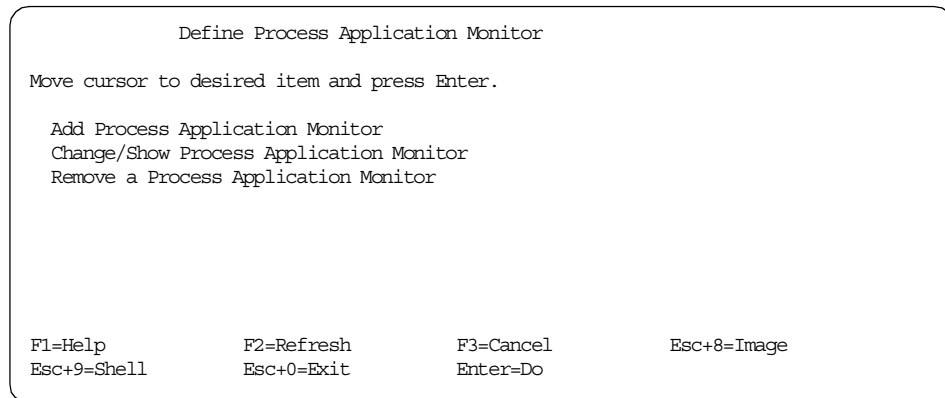 Define Process Application Monitor
Move cursor to desired item and press Enter.
Add Process Application Monitor
Change/Show Process Application Monitor
Remove a Process Application Monitor
F1=Help F2=Refresh F3=Cancel Esc+8=Image
Esc+9=Shell Esc+0=Exit Enter=Do